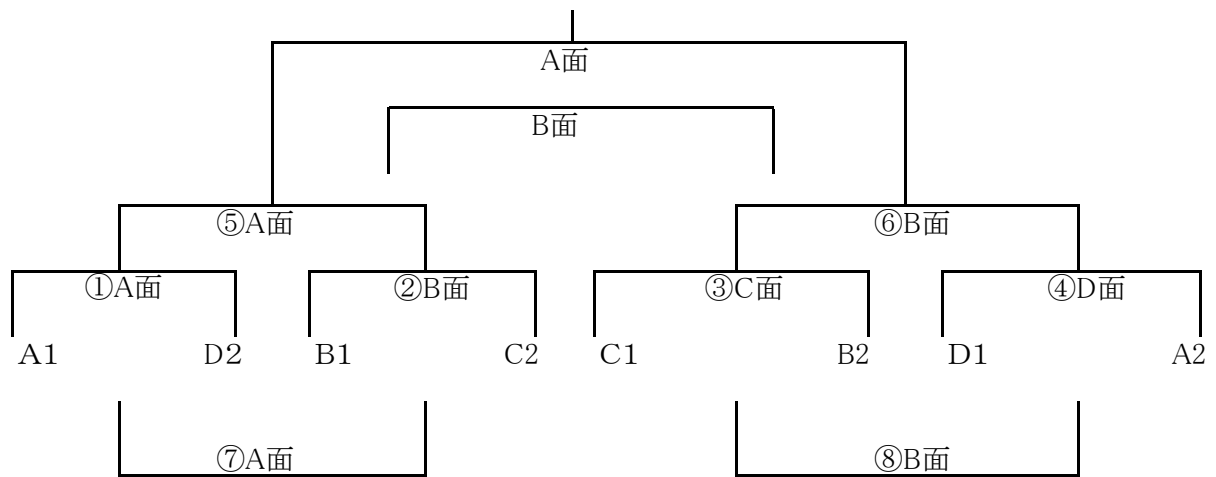 A面
B面
⑤A面 ⑥B面
①A面 ②B面 ③C面 ④D面
A1 D2 B1 C2 C1 B2 D1 A2
⑦A面 ⑧B面